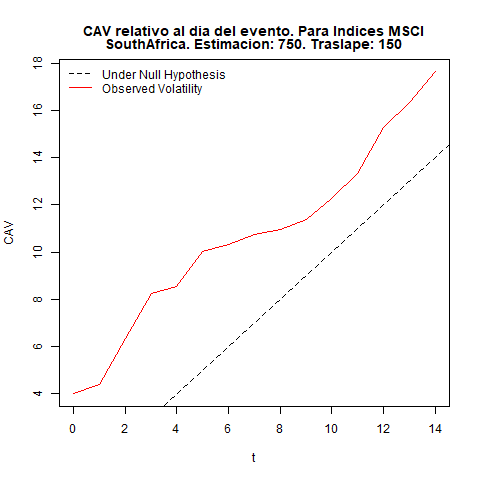 CAV relativo al dia del evento. Para Indices MSCI
SouthAfrica. Estimacion: 750. Traslape: 150
Under Null Hypothesis
Observed Volatility
CAV
18
16
14
12
10
8
6
4
0 2 4 6 8 10 12 14
t